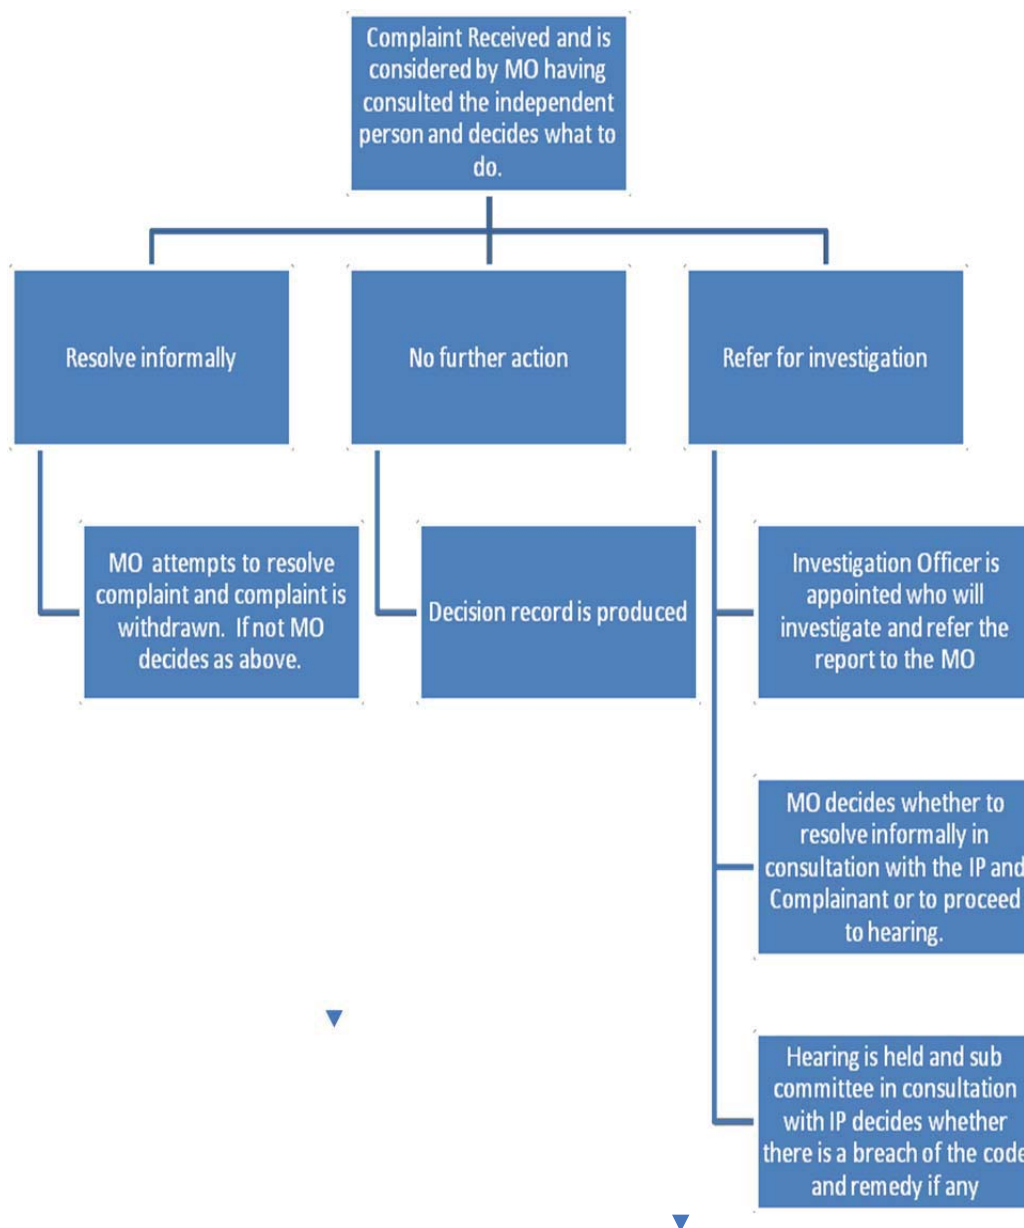 Complaint Received and is
considered by MO having
consulted the independent
person and decides what to
do.
Resolve informally
No further action
Refer for investigation
MO attempts to resolve
complaint and complaint is
withdrawn. If not MO
decides as above.
Decision record is produced
Investigation Officer is
appointed who will
investigate and refer the
report to the MO
MO decides whether to
resolve informally in
consultation with the IP and
Complainant or to proceed
to hearing.
Hearing is held and sub
committee in consultation
with IP decides whether
there is a breach of the code
and remedy if any